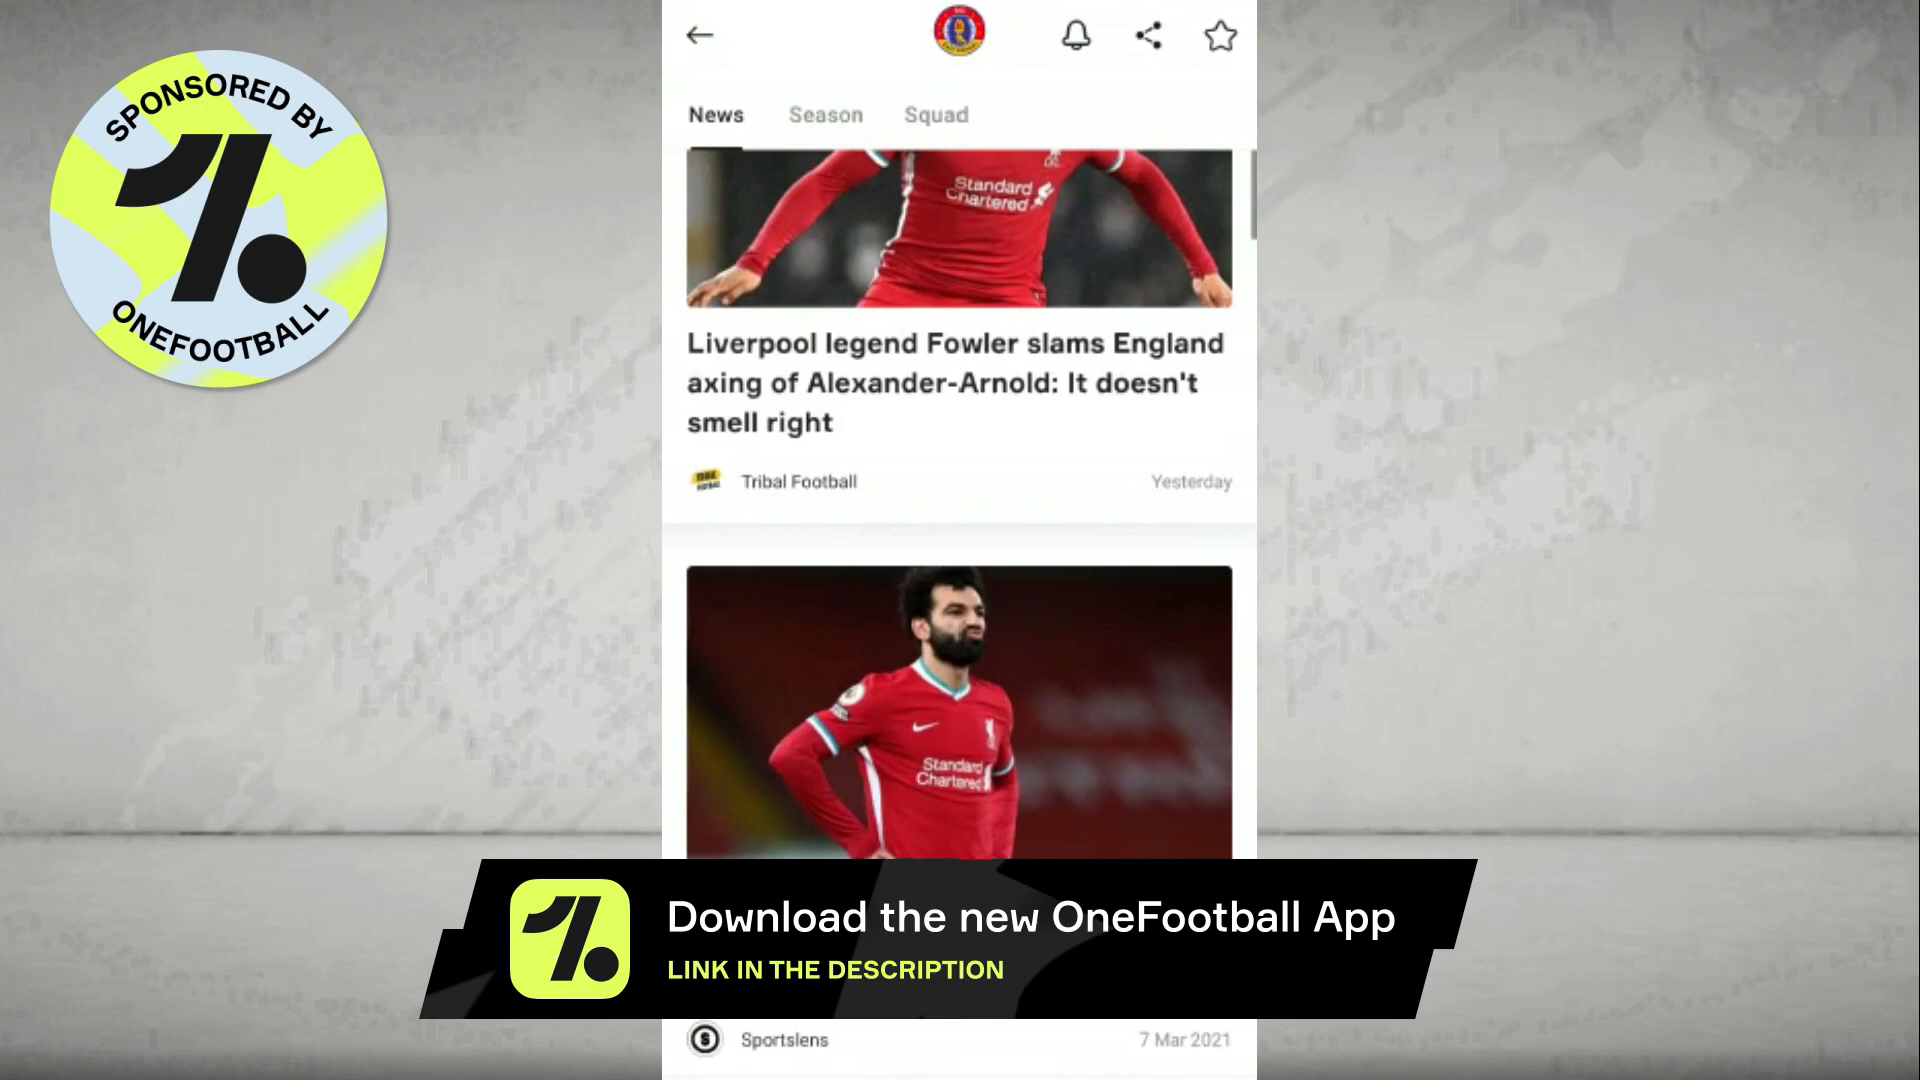 SPONSORED BY
ONEFOOTBALL
News Season Squad
Standard
Chartered
Liverpool legend Fowler slams England
axing of Alexander-Arnold: It doesn't
smell right
Tribal Football Yesterday
Standard
Chartered
Download the new OneFootball App
LINK IN THE DESCRIPTION
Sportslens 7 Mar 2021